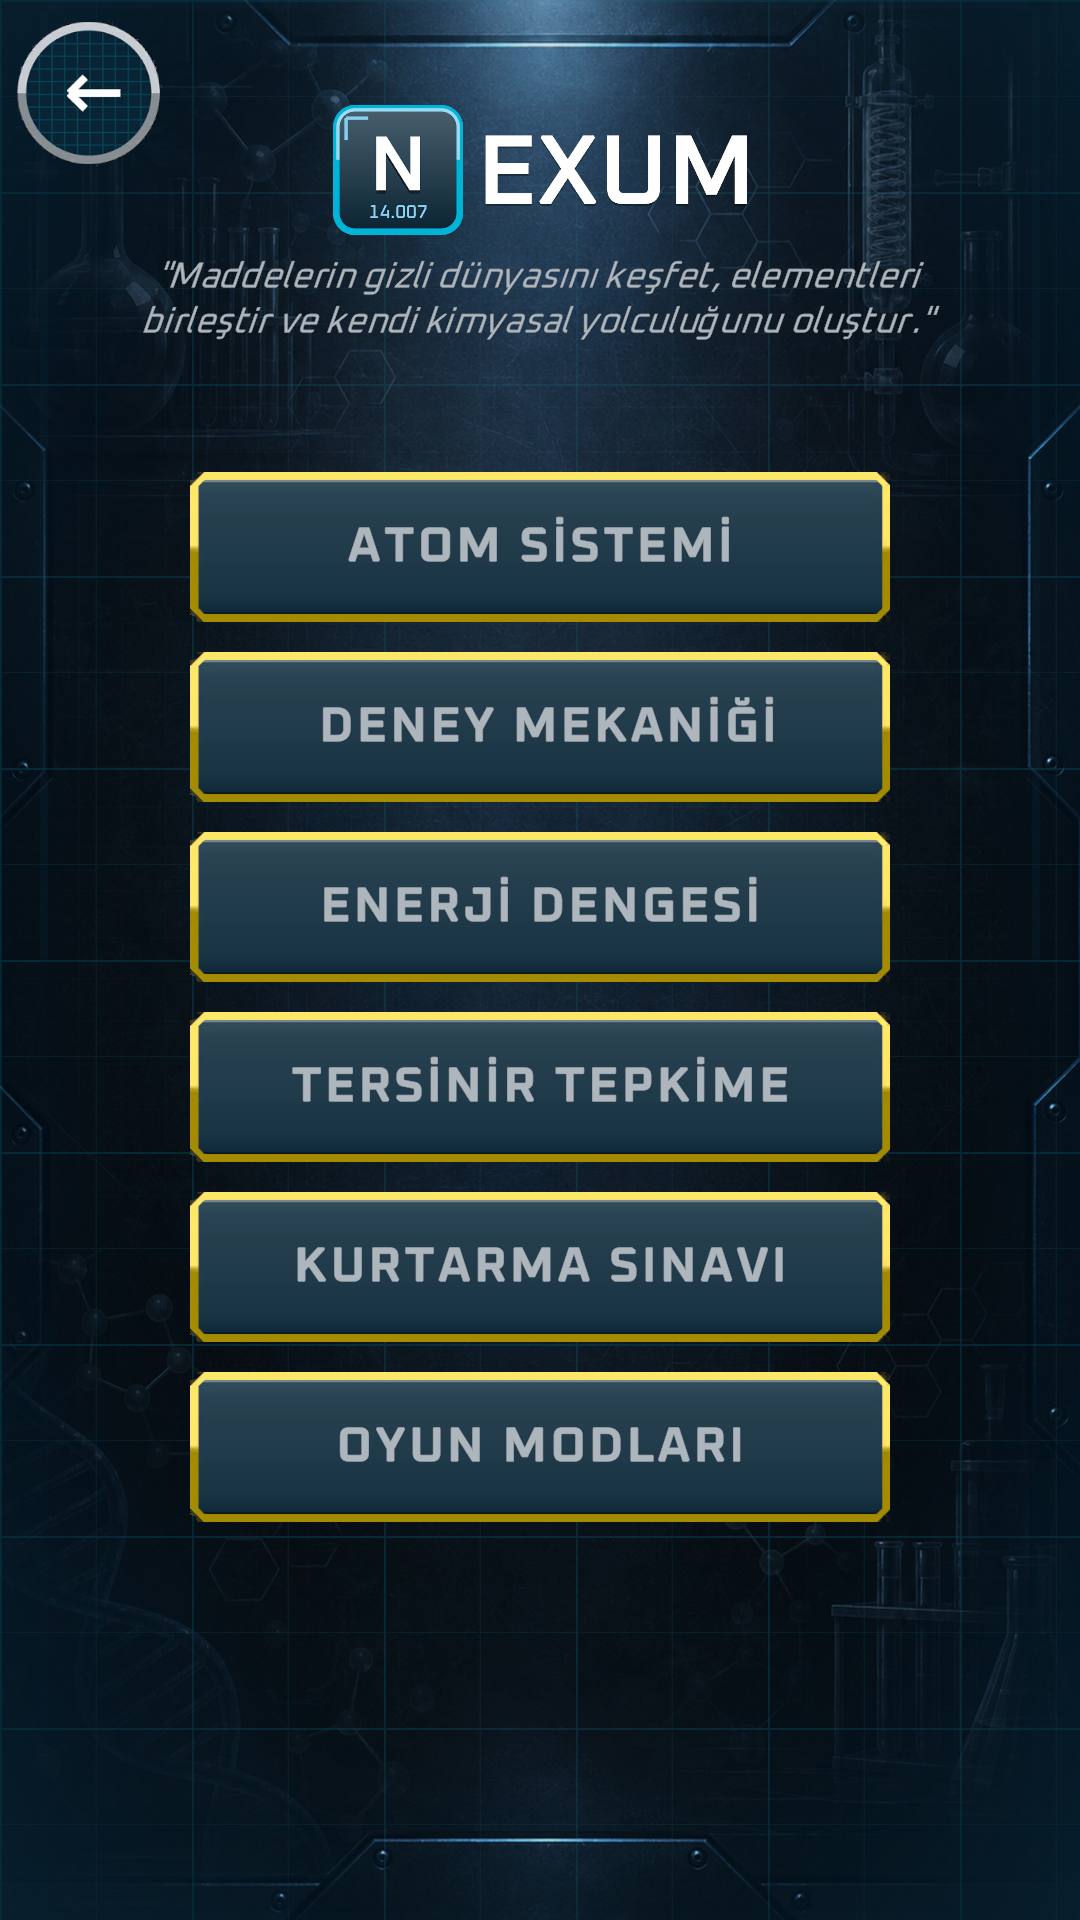 N EXUM
14.007
"Maddelerin gizli dünyasını keşfet, elementleri
birleştir ve kendi kimyasal yolculuğunu oluştur."
ATOM SİSTEMİ
DENEY MEKANİĞİ
ENERJİ DENGESİ
TERSİNİR TEPKİME
KURTARMA SINAVI
OYUN MODLARI